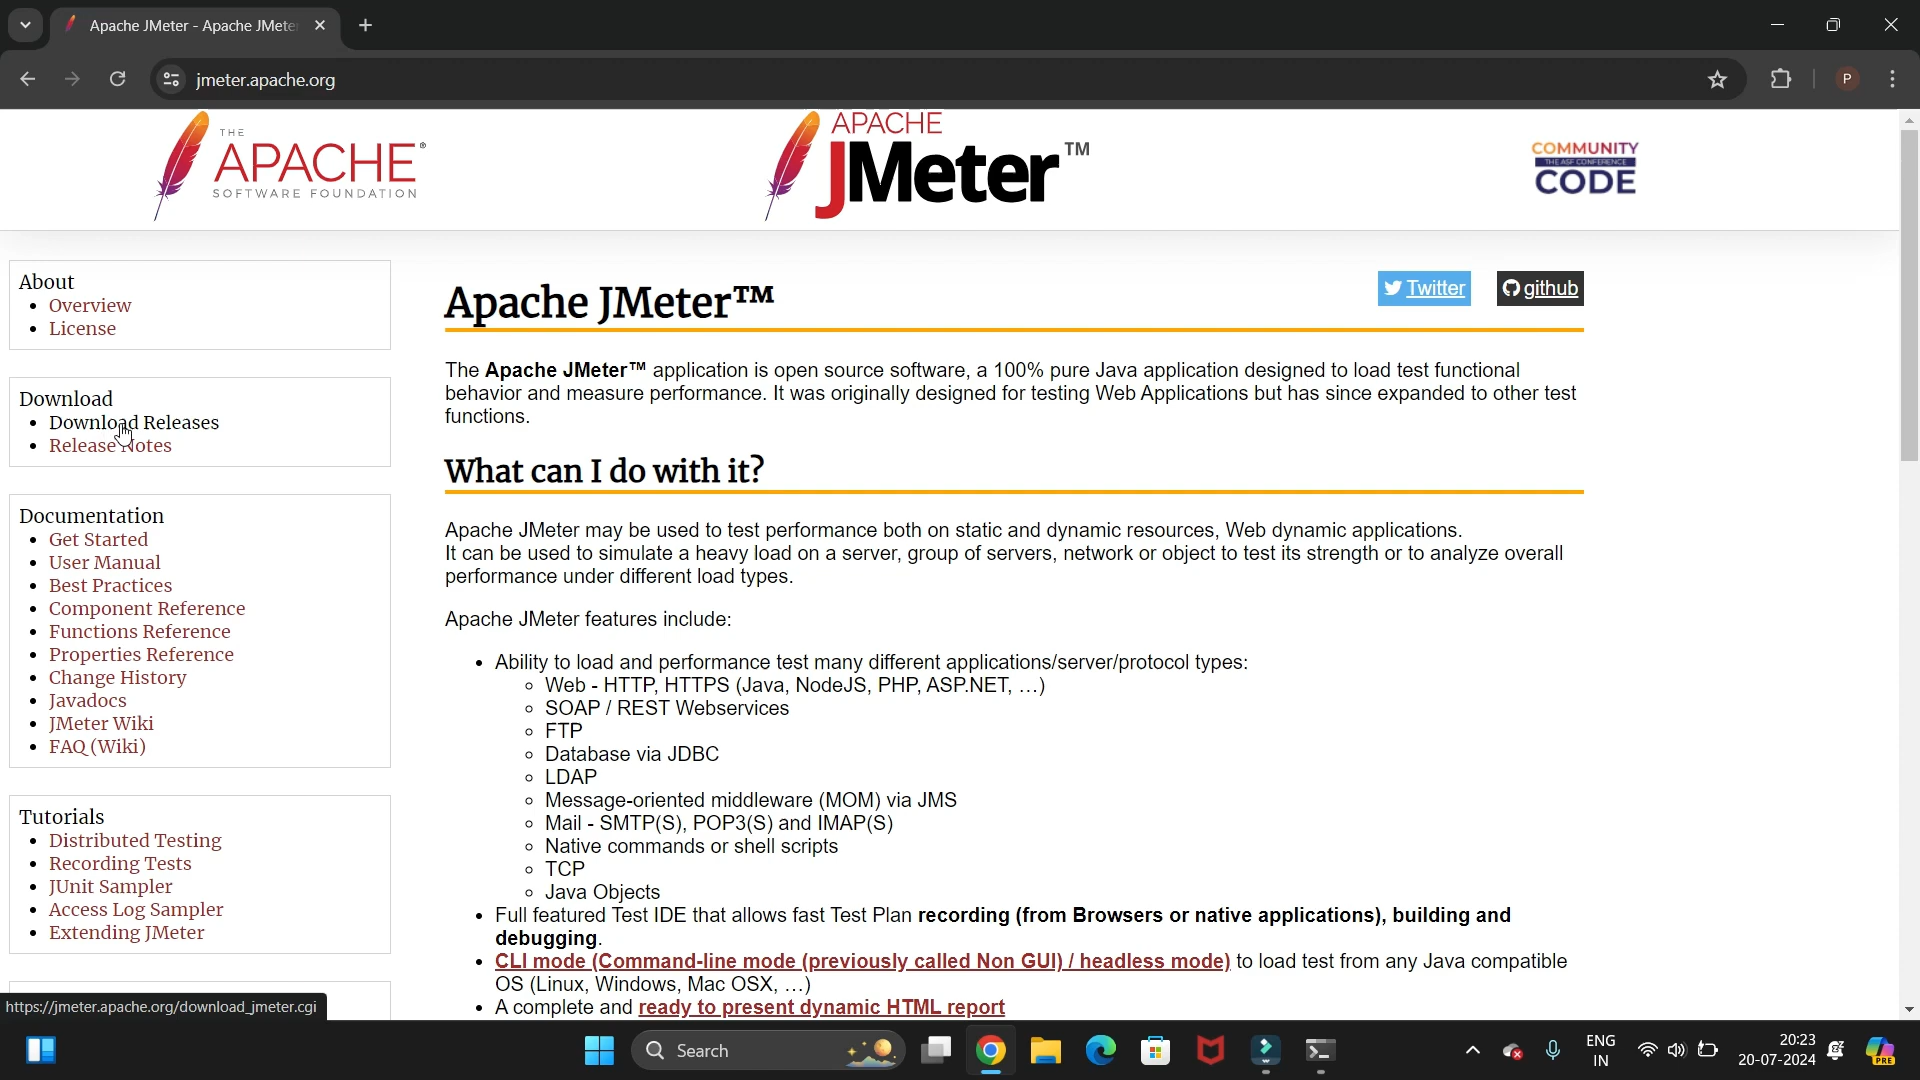 Apache JMeter - Apache JMete
jmeter.apache.org
P
THE
APACHE®
SOFTWARE FOUNDATION
APACHE
JMeter™
COMMUNITY
THE ASF CONFERENCE
CODE
About
Overview
License
Download
Download Releases
Release Notes
Documentation
Get Started
User Manual
Best Practices
Component Reference
Functions Reference
Properties Reference
Change History
Javadocs
JMeter Wiki
FAQ (Wiki)
Tutorials
Distributed Testing
Recording Tests
JUnit Sampler
Access Log Sampler
Extending JMeter
Apache JMeter™
Twitter
github
The Apache JMeter™ application is open source software, a 100% pure Java application designed to load test functional
behavior and measure performance. It was originally designed for testing Web Applications but has since expanded to other test
functions.
What can I do with it?
Apache JMeter may be used to test performance both on static and dynamic resources, Web dynamic applications.
It can be used to simulate a heavy load on a server, group of servers, network or object to test its strength or to analyze overall
performance under different load types.
Apache JMeter features include:
Ability to load and performance test many different applications/server/protocol types:
Web - HTTP, HTTPS (Java, NodeJS, PHP, ASP.NET, …)
SOAP / REST Webservices
FTP
Database via JDBC
LDAP
Message-oriented middleware (MOM) via JMS
Mail - SMTP(S), POP3(S) and IMAP(S)
Native commands or shell scripts
TCP
Java Objects
Full featured Test IDE that allows fast Test Plan recording (from Browsers or native applications), building and
debugging.
CLI mode (Command-line mode (previously called Non GUI) / headless mode) to load test from any Java compatible
OS (Linux, Windows, Mac OSX, …)
A complete and ready to present dynamic HTML report
https://jmeter.apache.org/download_jmeter.cgi
Search
ENG
IN
20:23
20-07-2024
PRE